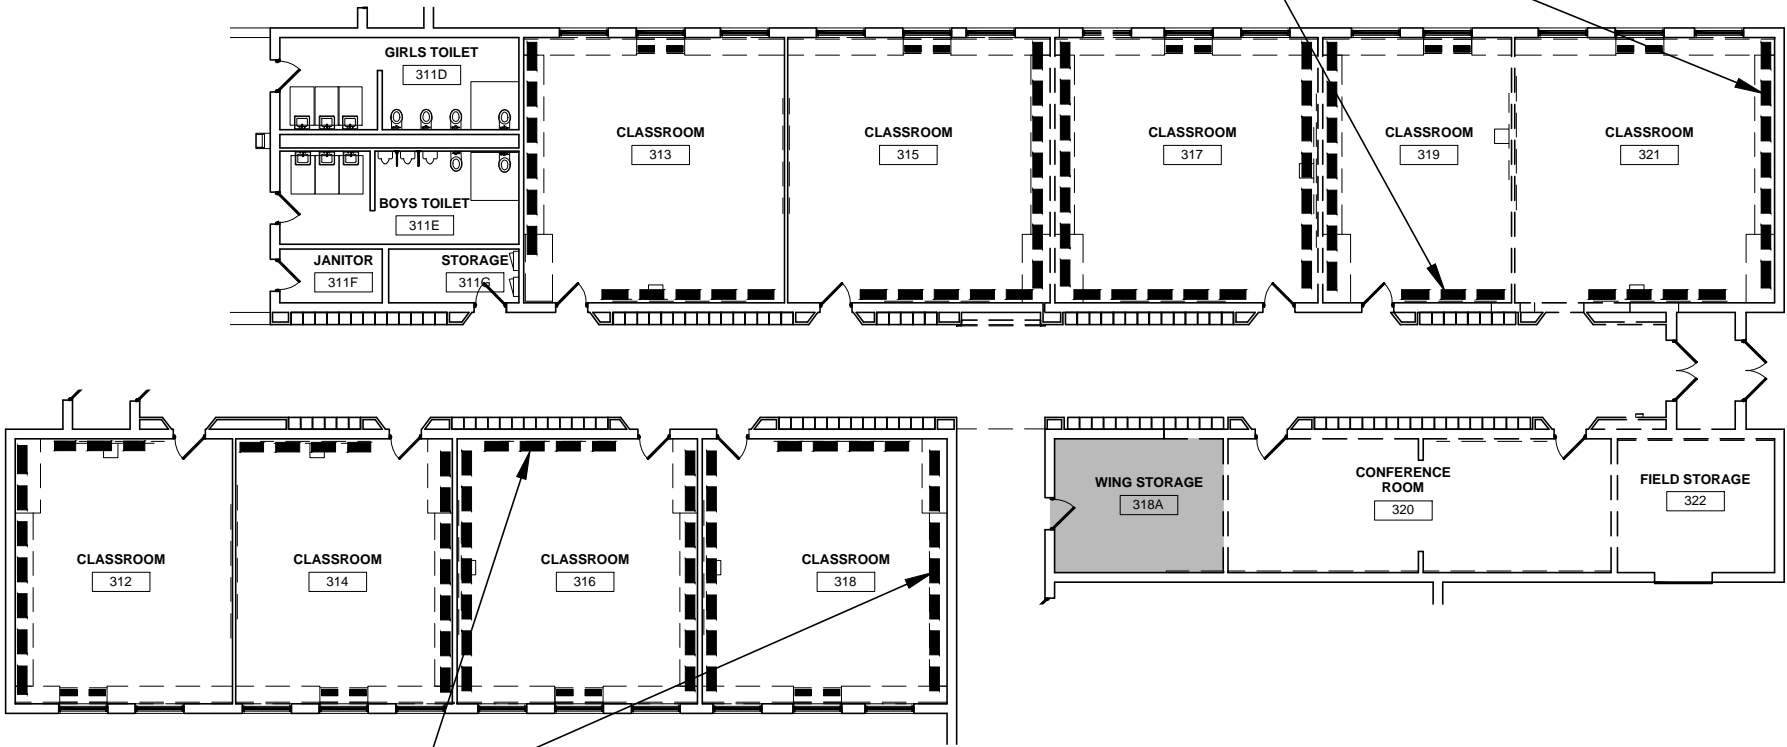 GIRLS TOILET
311D
CLASSROOM
313
CLASSROOM
315
CLASSROOM
317
CLASSROOM
319
CLASSROOM
321
BOYS TOILET
311E
JANITOR
311F
STORAGE
311G
CLASSROOM
312
CLASSROOM
314
CLASSROOM
316
CLASSROOM
318
WING STORAGE
318A
CONFERENCE
ROOM
320
FIELD STORAGE
322